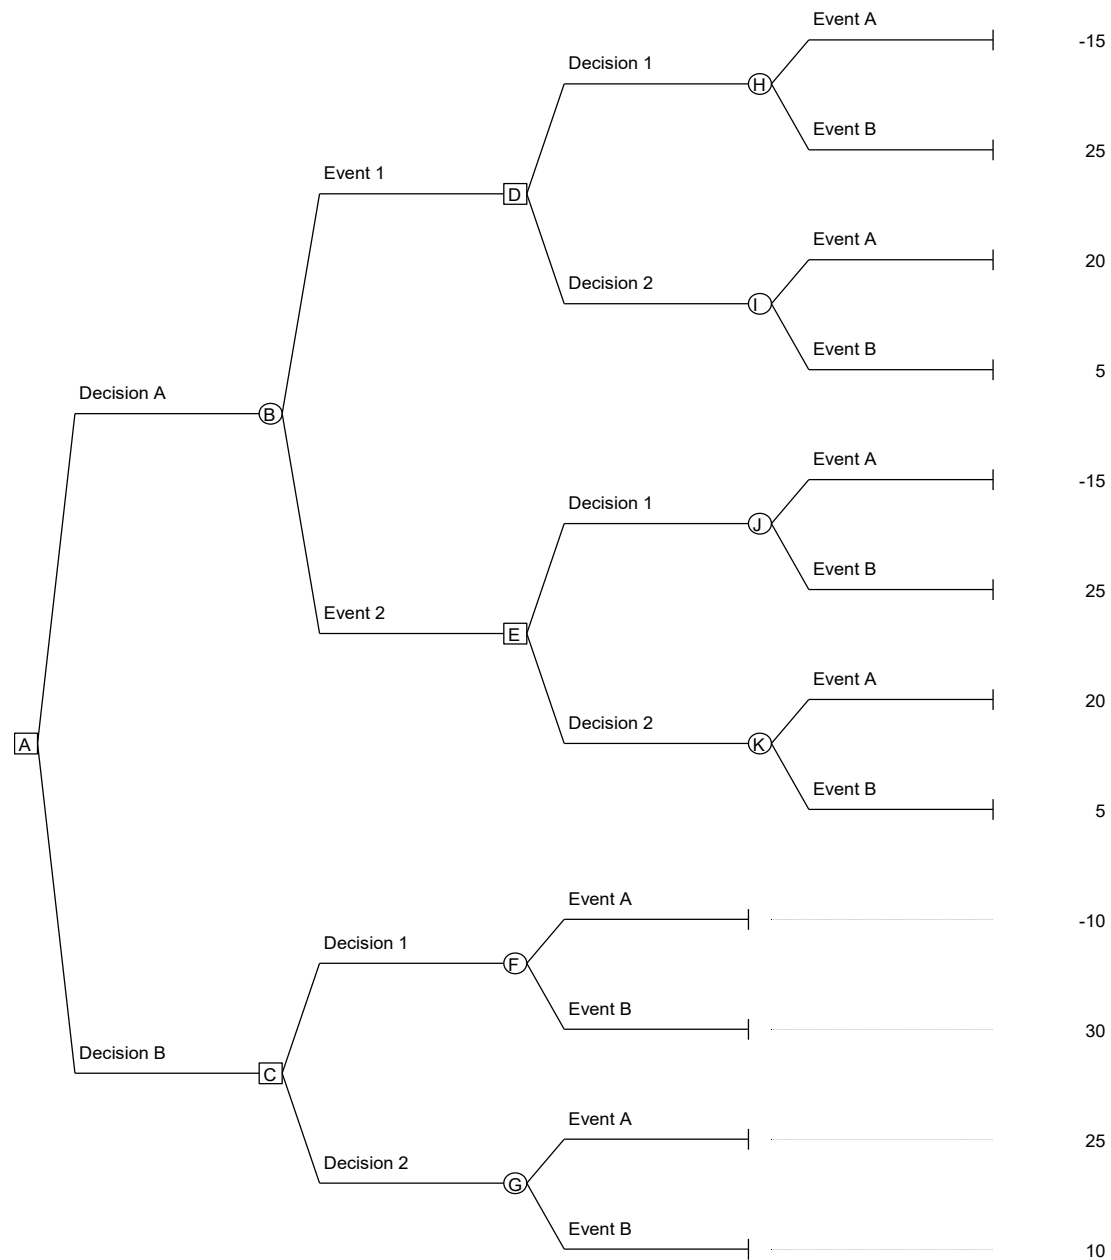 Event A
-15
Decision 1
H
Event B
25
Event 1
D
Event A
20
Decision 2
I
Event B
5
Decision A
B
Event A
-15
Decision 1
J
Event B
25
Event 2
E
Event A
20
Decision 2
K
A
Event B
5
Event A
-10
Decision 1
F
Event B
30
Decision B
C
Event A
25
Decision 2
G
Event B
10